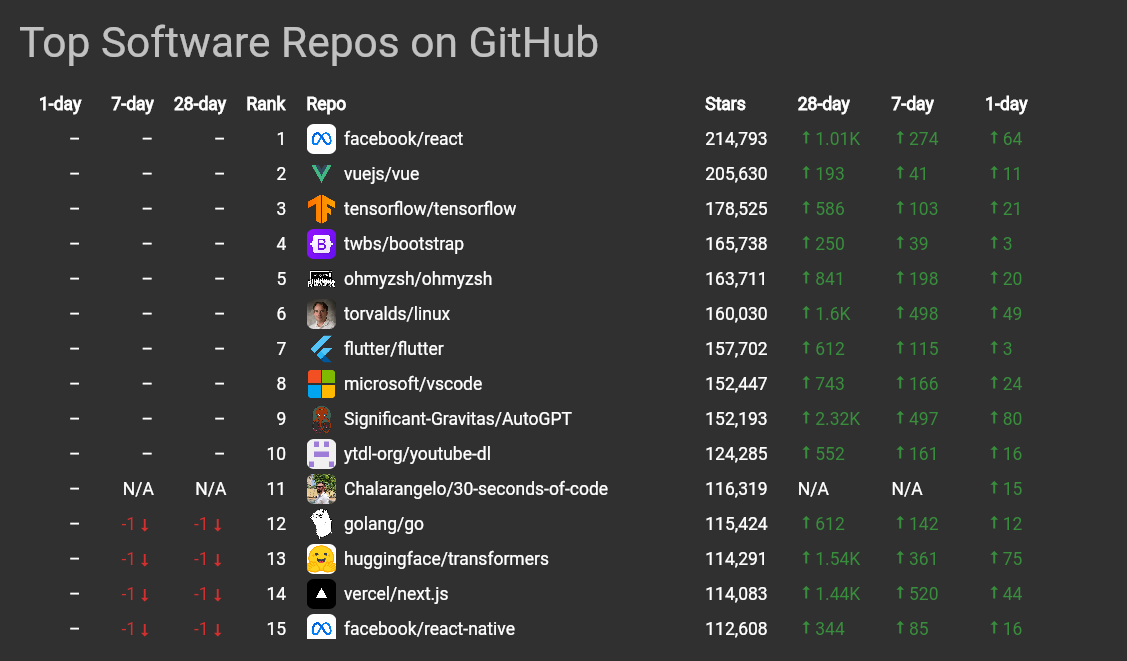 Top Software Repos on GitHub
1-day 7-day 28-day Rank Repo Stars 28-day 7-day 1-day
– – – 1 facebook/react 214,793 ↑ 1.01K ↑ 274 ↑ 64
– – – 2 vuejs/vue 205,630 ↑ 193 ↑ 41 ↑ 11
– – – 3 tensorflow/tensorflow 178,525 ↑ 586 ↑ 103 ↑ 21
– – – 4 B twbs/bootstrap 165,738 ↑ 250 ↑ 39 ↑ 3
– – – 5 ohmyzsh/ohmyzsh 163,711 ↑ 841 ↑ 198 ↑ 20
– – – 6 torvalds/linux 160,030 ↑ 1.6K ↑ 498 ↑ 49
– – – 7 flutter/flutter 157,702 ↑ 612 ↑ 115 ↑ 3
– – – 8 microsoft/vscode 152,447 ↑ 743 ↑ 166 ↑ 24
– – – 9 Significant-Gravitas/AutoGPT 152,193 ↑ 2.32K ↑ 497 ↑ 80
– – – 10 ytdl-org/youtube-dl 124,285 ↑ 552 ↑ 161 ↑ 16
– N/A N/A 11 Chalarangelo/30-seconds-of-code 116,319 N/A N/A ↑ 15
– -1 ↓ -1 ↓ 12 golang/go 115,424 ↑ 612 ↑ 142 ↑ 12
– -1 ↓ -1 ↓ 13 huggingface/transformers 114,291 ↑ 1.54K ↑ 361 ↑ 75
– -1 ↓ -1 ↓ 14 vercel/next.js 114,083 ↑ 1.44K ↑ 520 ↑ 44
– -1 ↓ -1 ↓ 15 facebook/react-native 112,608 ↑ 344 ↑ 85 ↑ 16